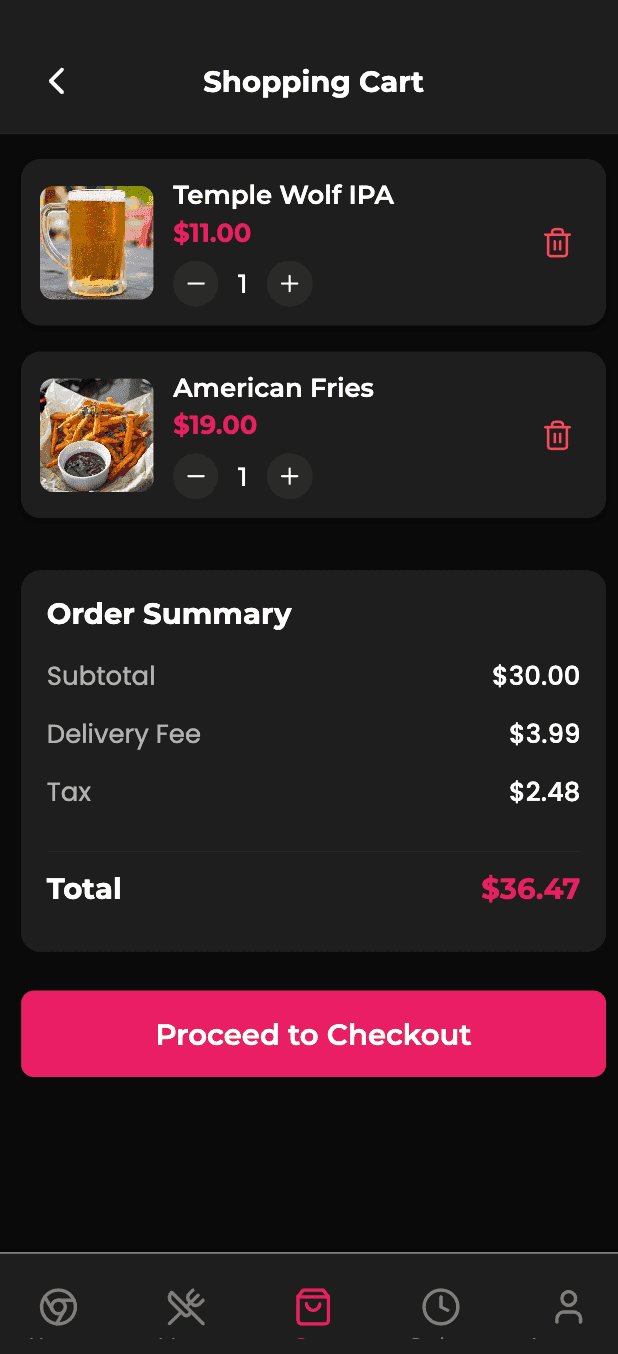 Shopping Cart
Temple Wolf IPA
$11.00
− 1 +
American Fries
$19.00
− 1 +
Order Summary
Subtotal $30.00
Delivery Fee $3.99
Tax $2.48
Total $36.47
Proceed to Checkout